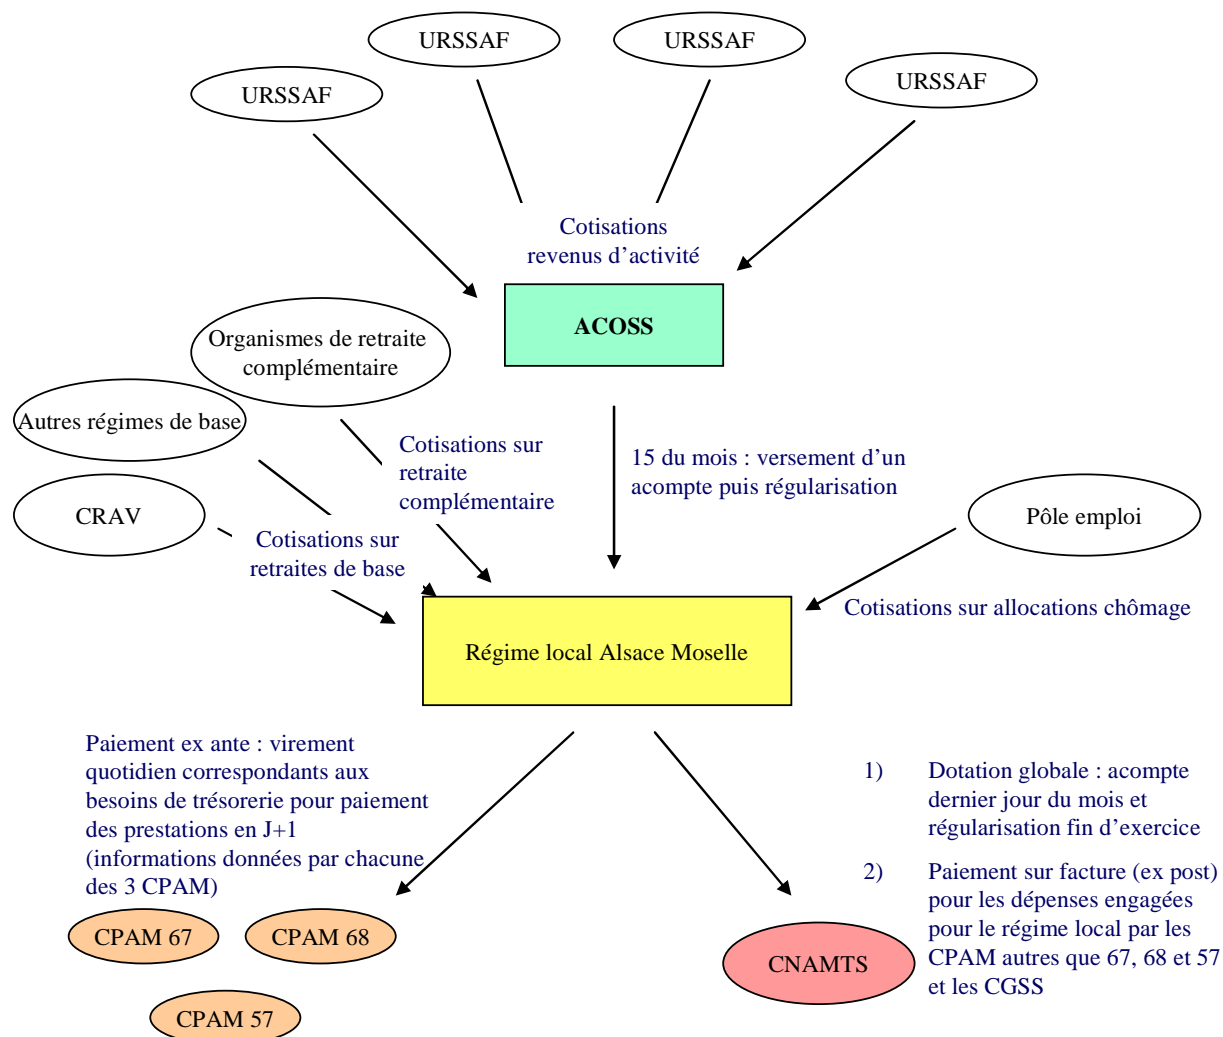 URSSAF
URSSAF
URSSAF
URSSAF
Cotisations
revenus d’activité
ACOSS
Organismes de retraite
complémentaire
Autres régimes de base
CRAV
Cotisations sur
retraite
complémentaire
Cotisations sur
retraites de base
15 du mois : versement d’un
acompte puis régularisation
Pôle emploi
Cotisations sur allocations chômage
Régime local Alsace Moselle
Paiement ex ante : virement
quotidien correspondants aux
besoins de trésorerie pour paiement
des prestations en J+1
(informations données par chacune
des 3 CPAM)
CPAM 67
CPAM 68
CPAM 57
CNAMTS
1) Dotation globale : acompte
dernier jour du mois et
régularisation fin d’exercice
2) Paiement sur facture (ex post)
pour les dépenses engagées
pour le régime local par les
CPAM autres que 67, 68 et 57
et les CGSS